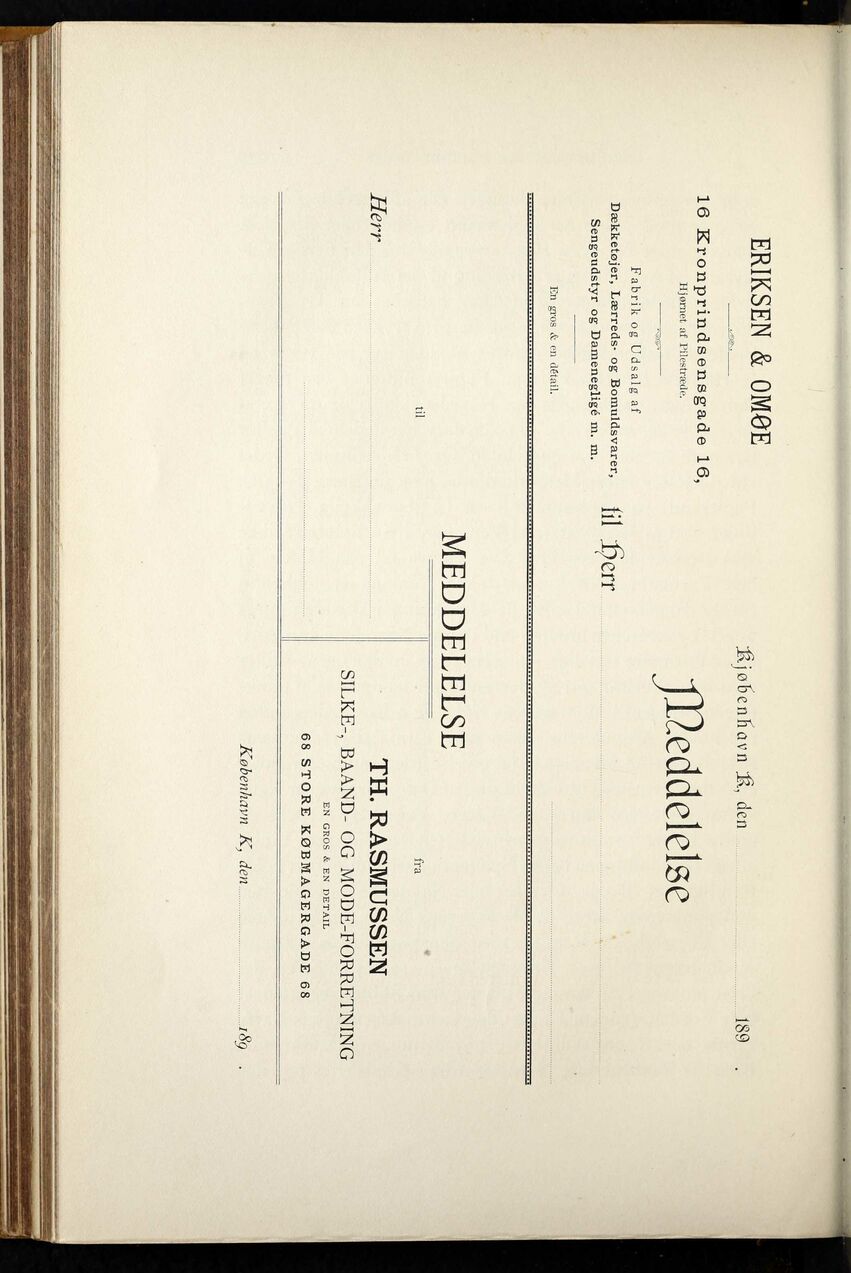 ERIKSEN & OMØE
16 Kronprindsensgade 16,
Hjørnet af Pilestræde.
Fabrik og Udsalg af
Dækketøjer, Lærreds- og Bomuldsvarer,
Sengeudstyr og Damenegligé m. m.
En gros & en détail.
Kjøbenhavn K., den 189 .
Meddelelse
til Herr
MEDDELELSE
til
Herr
fra
TH. RASMUSSEN
SILKE-, BAAND- OG MODE-FORRETNING
EN GROS & EN DETAIL
68 STORE KØBMAGERGADE 68
København K., den 189 .